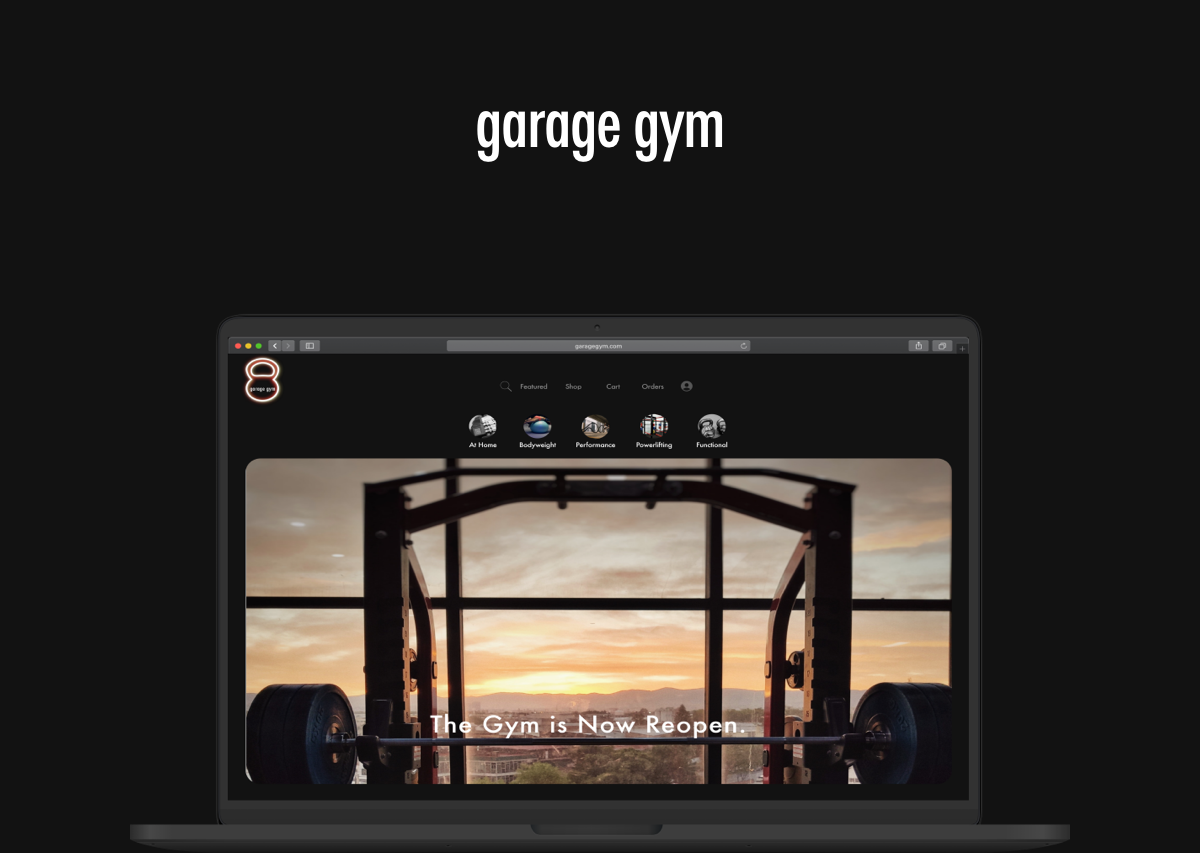 garage gym
garagegym.com
garage gym
Featured Shop Cart Orders
At Home Bodyweight Performance Powerlifting Functional
The Gym is Now Reopen.